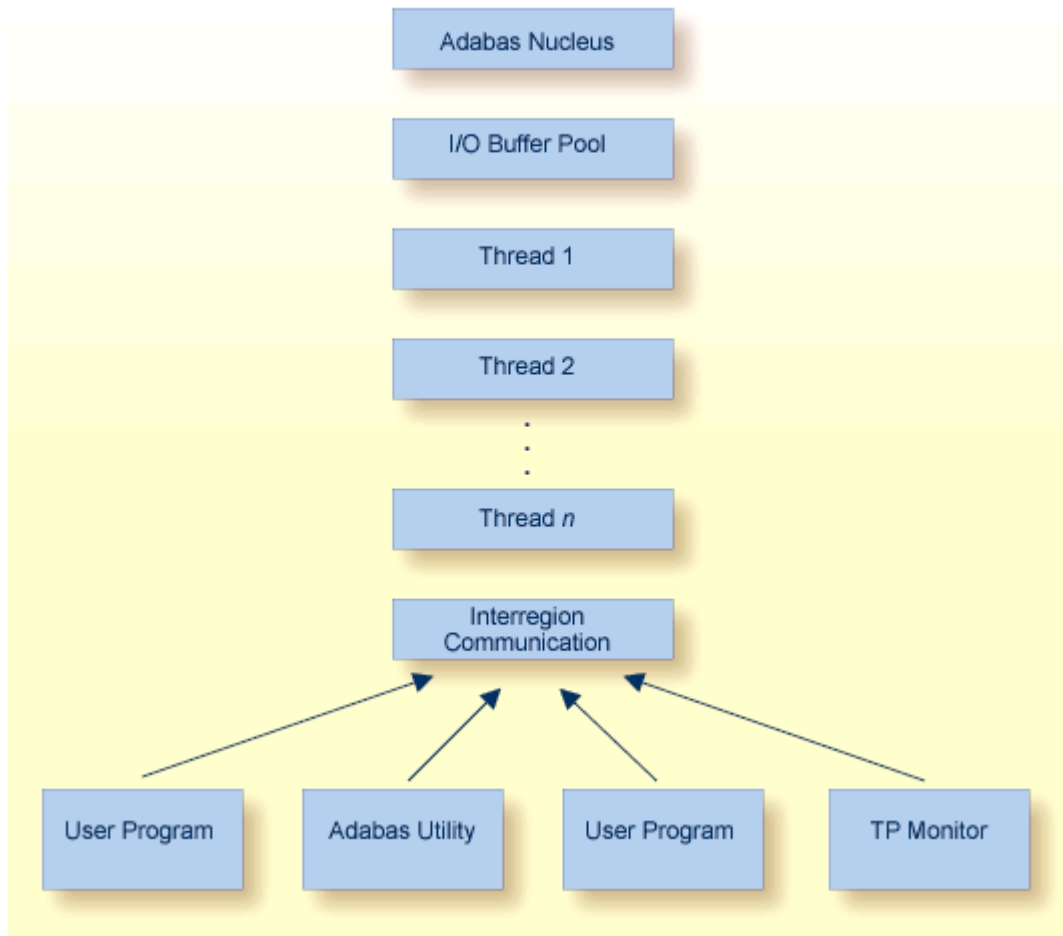 Adabas Nucleus
I/O Buffer Pool
Thread 1
Thread 2
.
.
.
Thread n
Interregion
Communication
User Program
Adabas Utility
User Program
TP Monitor